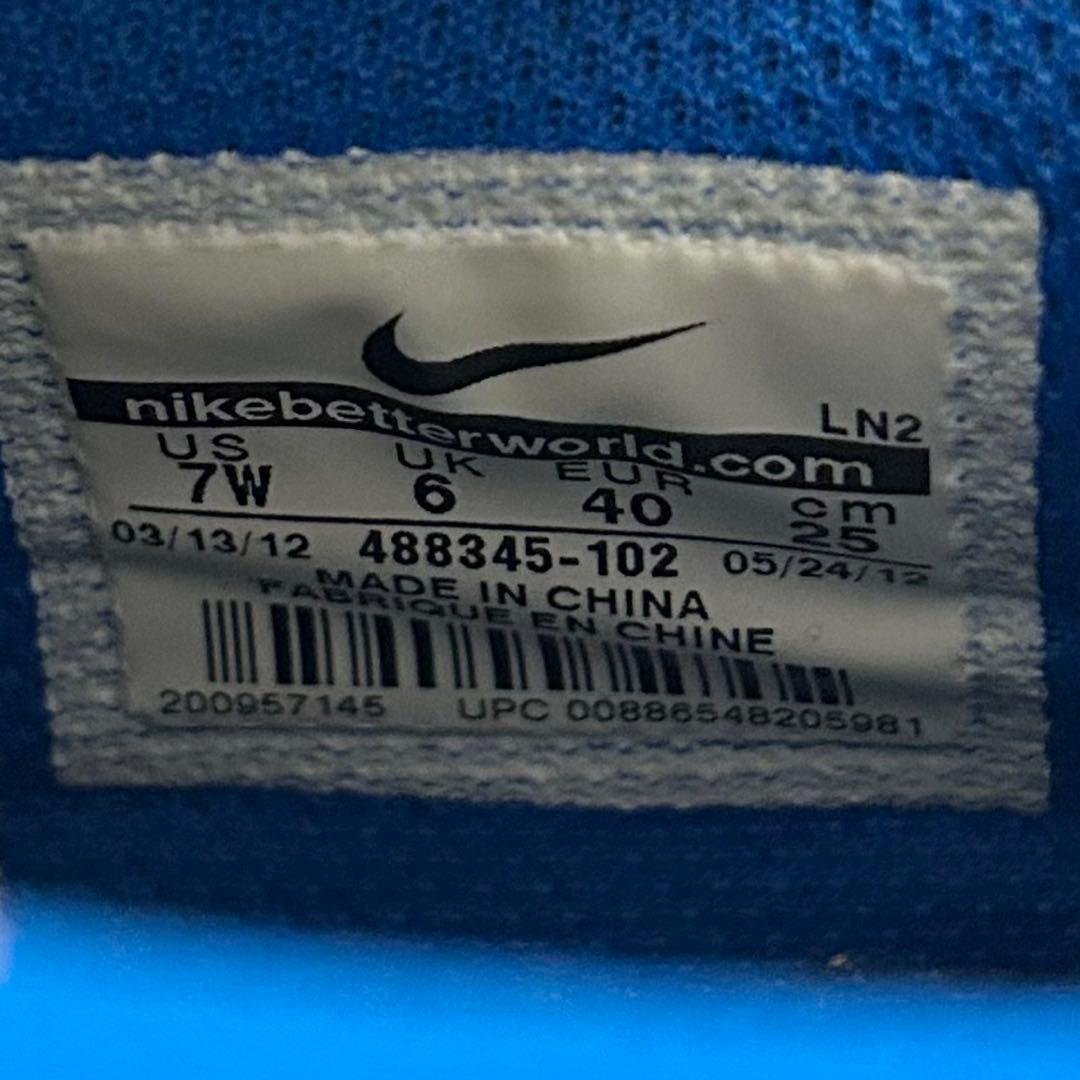 LN2
nikebetterworld.com
US UK EUR cm
7W 6 40 25
03/13/12 488345-102 05/24/12
MADE IN CHINA
FABRIQUE EN CHINE
200957145 UPC 00886548205981